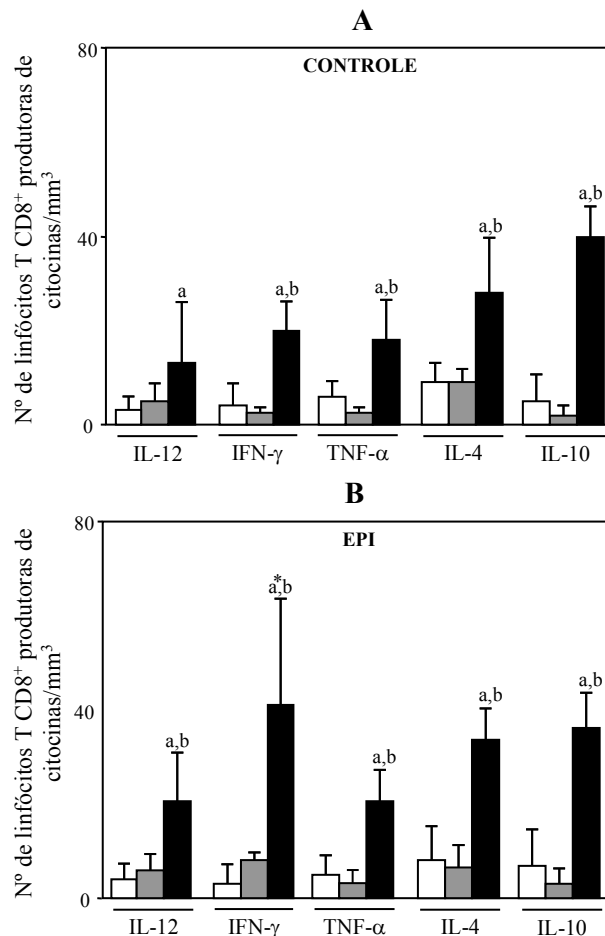 A
CONTROLE
80
40
0
Nº de linfócitos T CD8⁺ produtoras de
citocinas/mm³
a
a,b
a,b
a,b
a,b
IL-12
IFN-γ
TNF-α
IL-4
IL-10
B
EPI
80
40
0
Nº de linfócitos T CD8⁺ produtoras de
citocinas/mm³
a,b
*
a,b
a,b
a,b
a,b
IL-12
IFN-γ
TNF-α
IL-4
IL-10